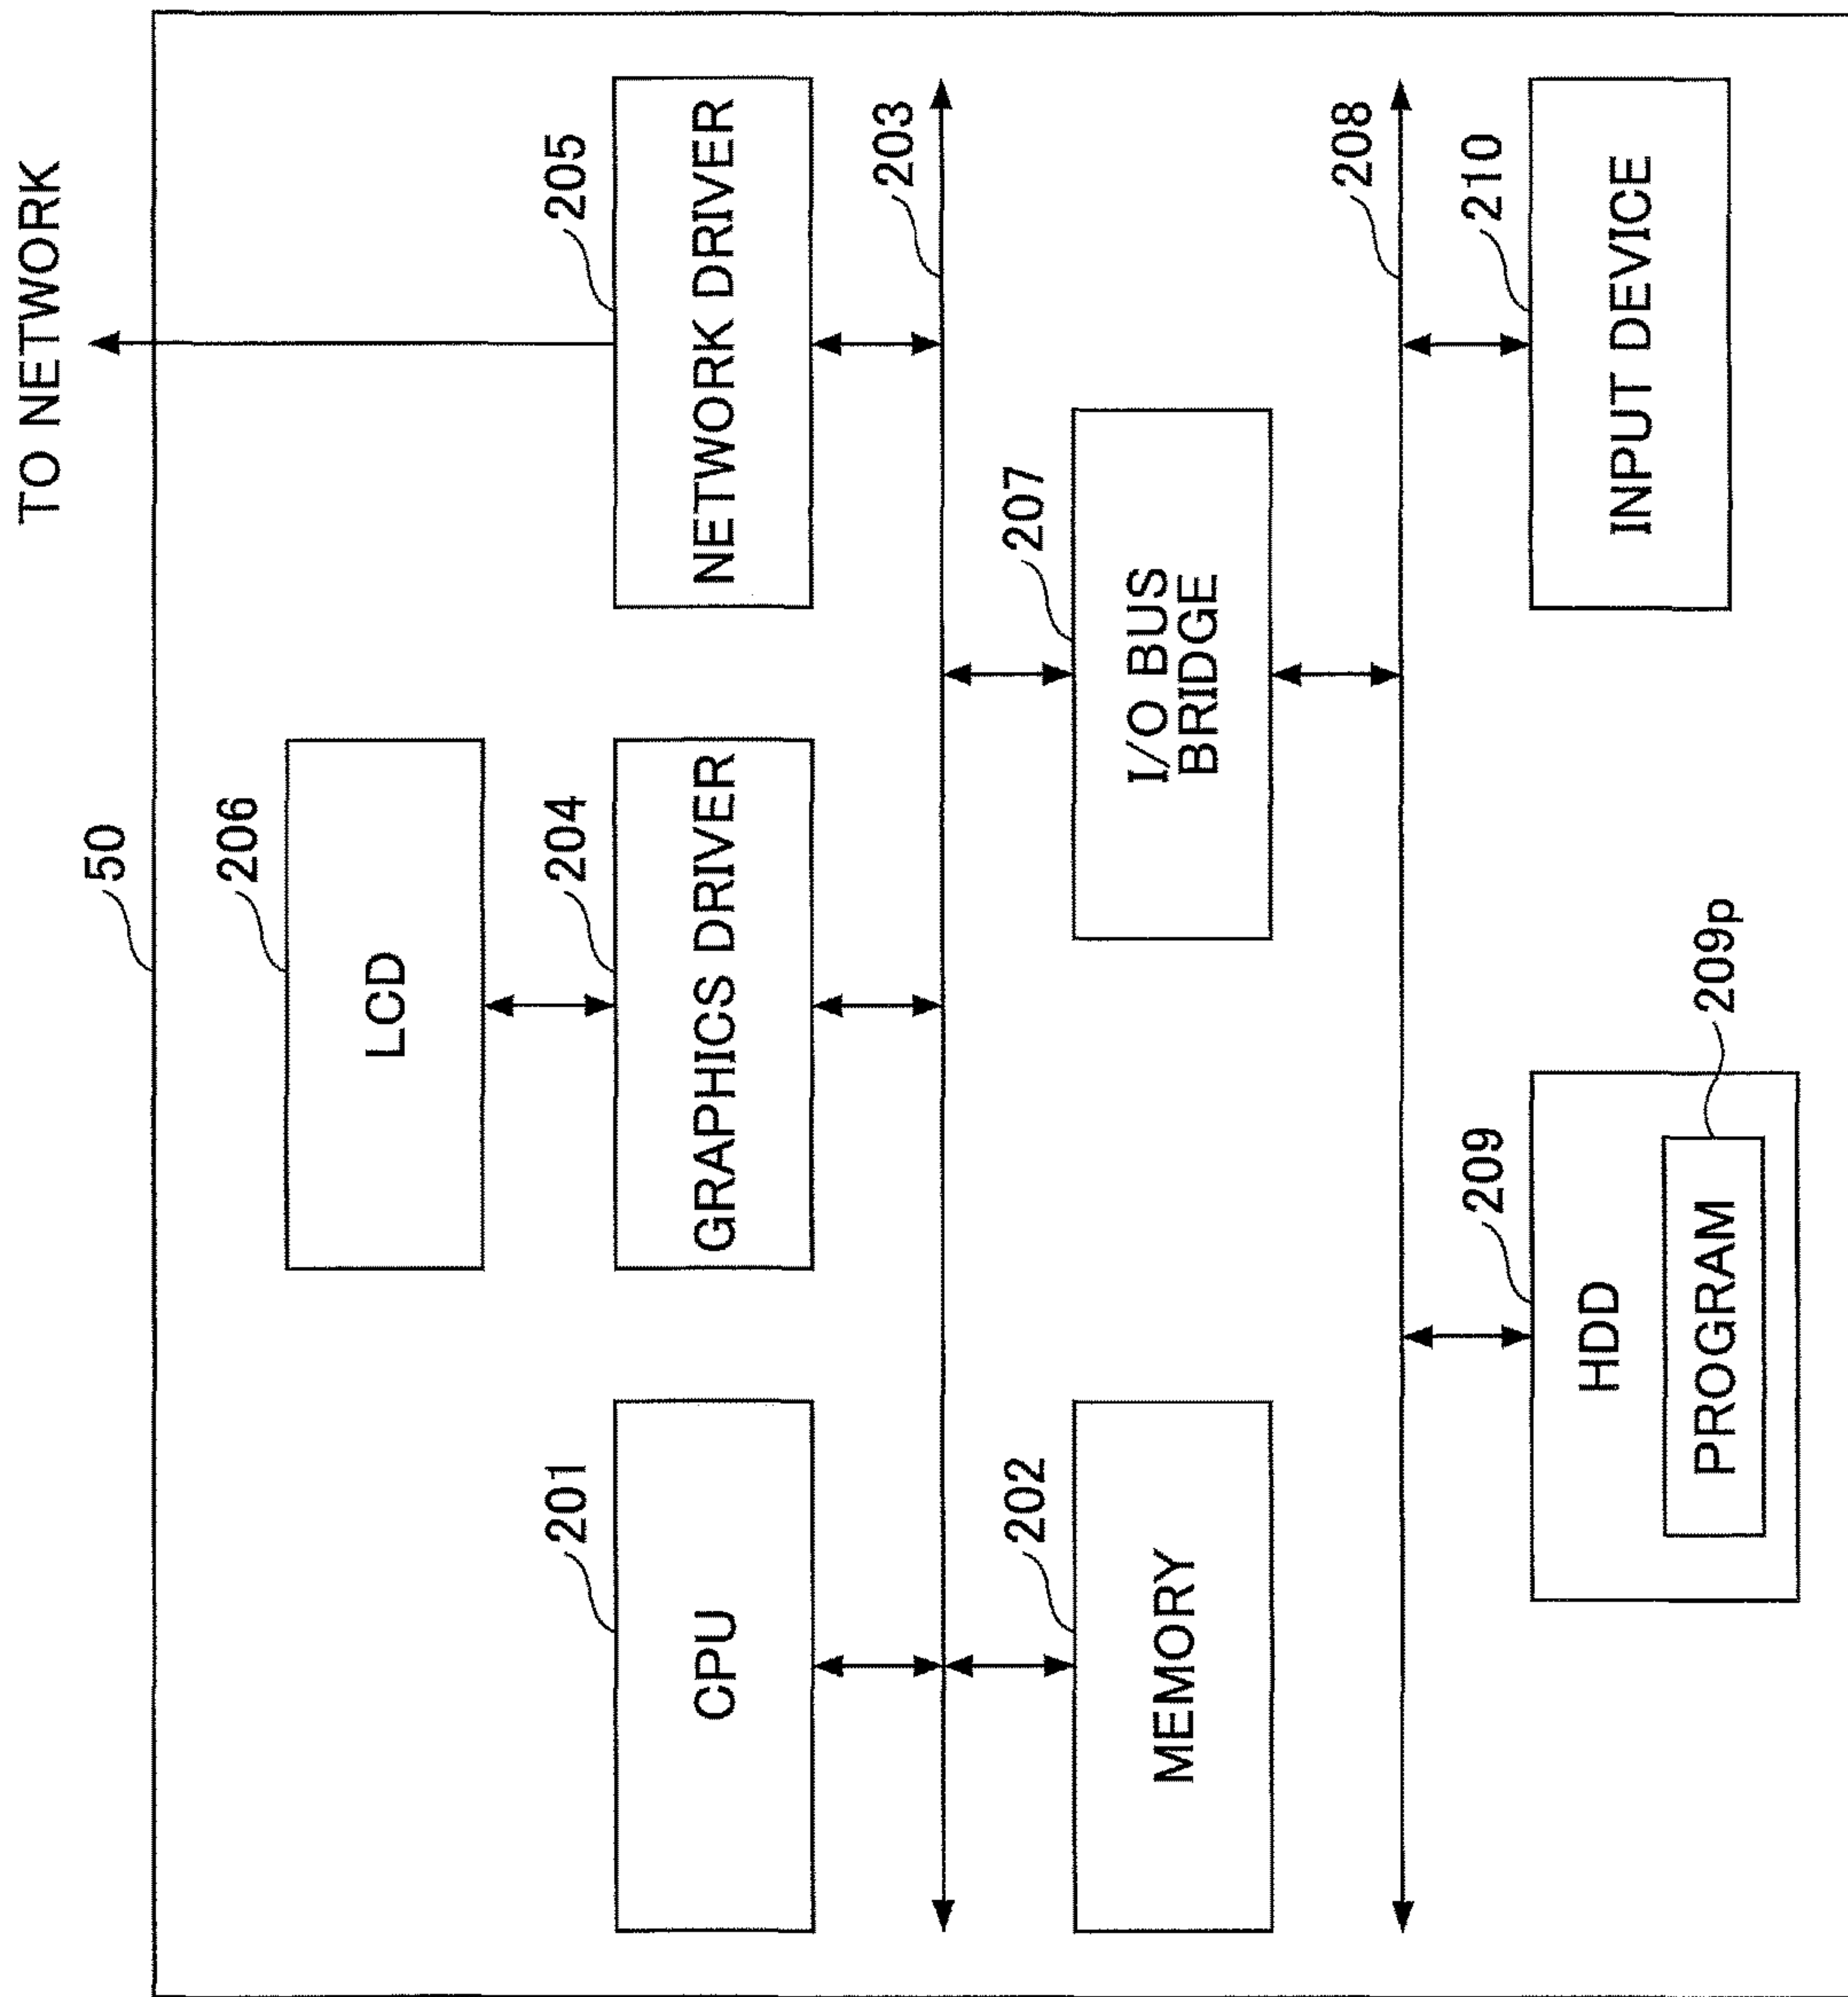 TO NETWORK
50
206
LCD
201
CPU
204
GRAPHICS DRIVER
205
NETWORK DRIVER
203
202
MEMORY
207
I/O BUS
BRIDGE
208
209
HDD
PROGRAM
209p
210
INPUT DEVICE